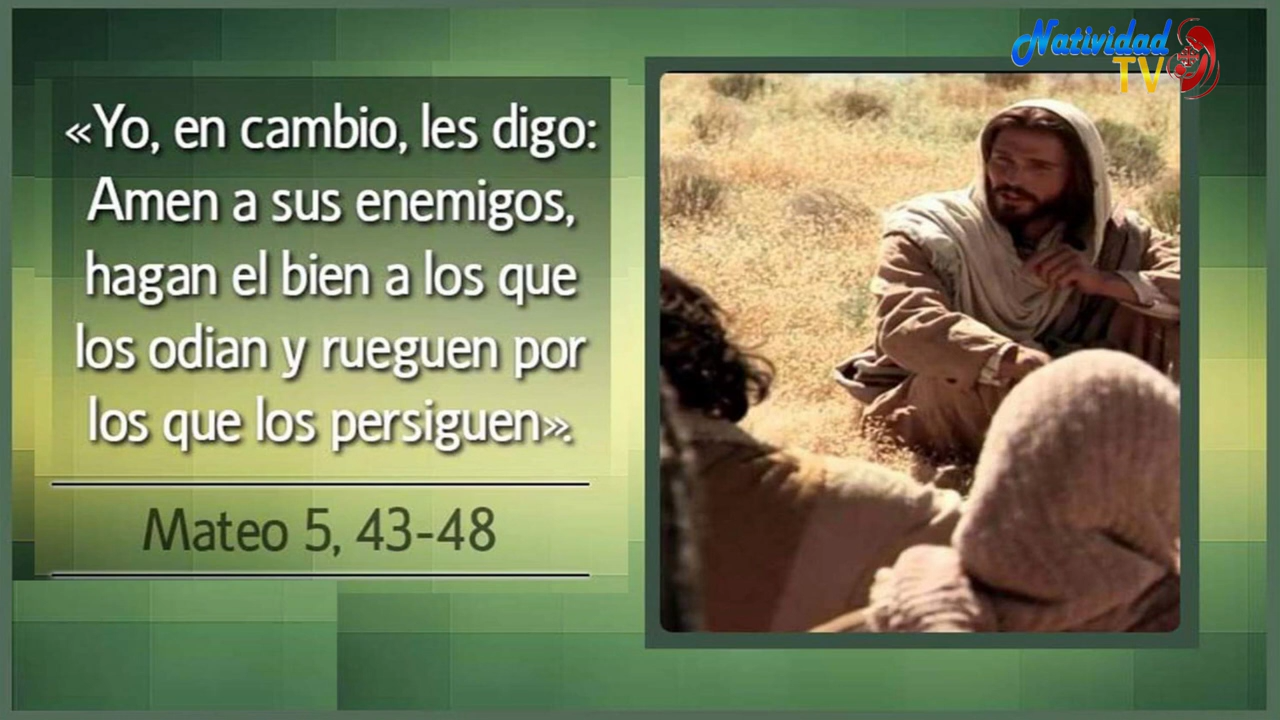 «Yo, en cambio, les digo:
Amen a sus enemigos,
hagan el bien a los que
los odian y rueguen por
los que los persiguen».
Mateo 5, 43-48
Natividad
TV